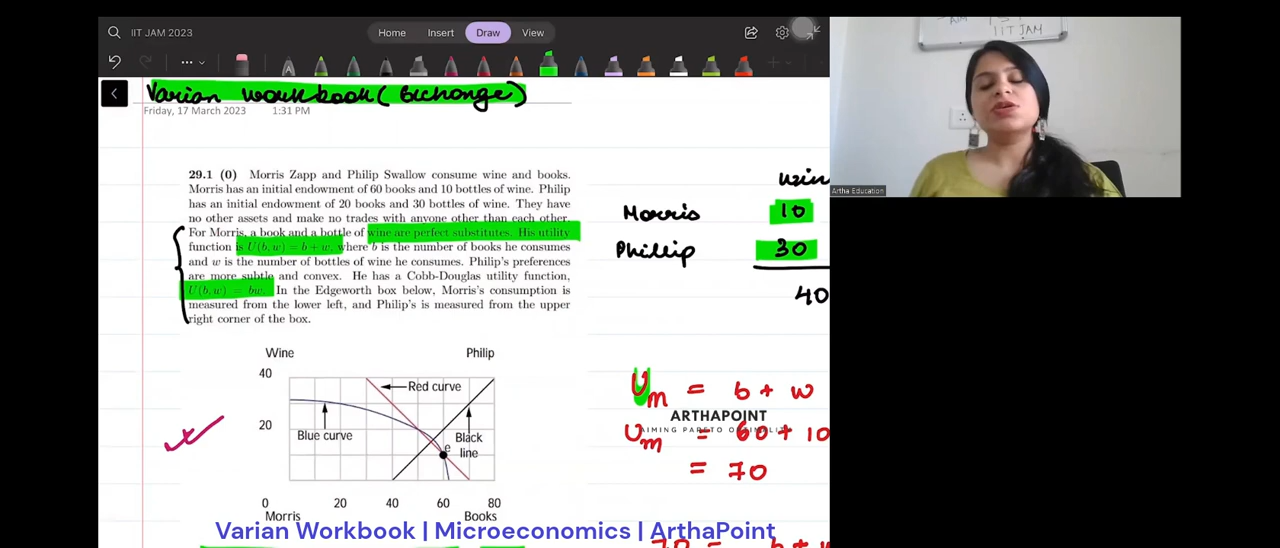 IIT JAM 2023
Home Insert Draw View
IIT JAM
Varian workbook (Exchange)
Friday, 17 March 2023 1:31 PM
Artha Education
29.1 (0) Morris Zapp and Philip Swallow consume wine and books.
Morris has an initial endowment of 60 books and 10 bottles of wine. Philip
has an initial endowment of 20 books and 30 bottles of wine. They have
no other assets and make no trades with anyone other than each other.
For Morris, a book and a bottle of wine are perfect substitutes. His utility
function is U(b, w) = b + w, where b is the number of books he consumes
and w is the number of bottles of wine he consumes. Philip's preferences
are more subtle and convex. He has a Cobb-Douglas utility function,
U(b, w) = bw. In the Edgeworth box below, Morris's consumption is
measured from the lower left, and Philip's is measured from the upper
right corner of the box.
Win
Morris 10
Phillip 30
40
Wine Philip
40
Red curve
20
Blue curve
Black
line
e
0 20 40 60 80
Morris Books
Um = b + w
ARTHAPOINT
AIMING PARETO OPTIMALITY
Um = 60 + 10
= 70
70 = b + w
Varian Workbook | Microeconomics | ArthaPoint